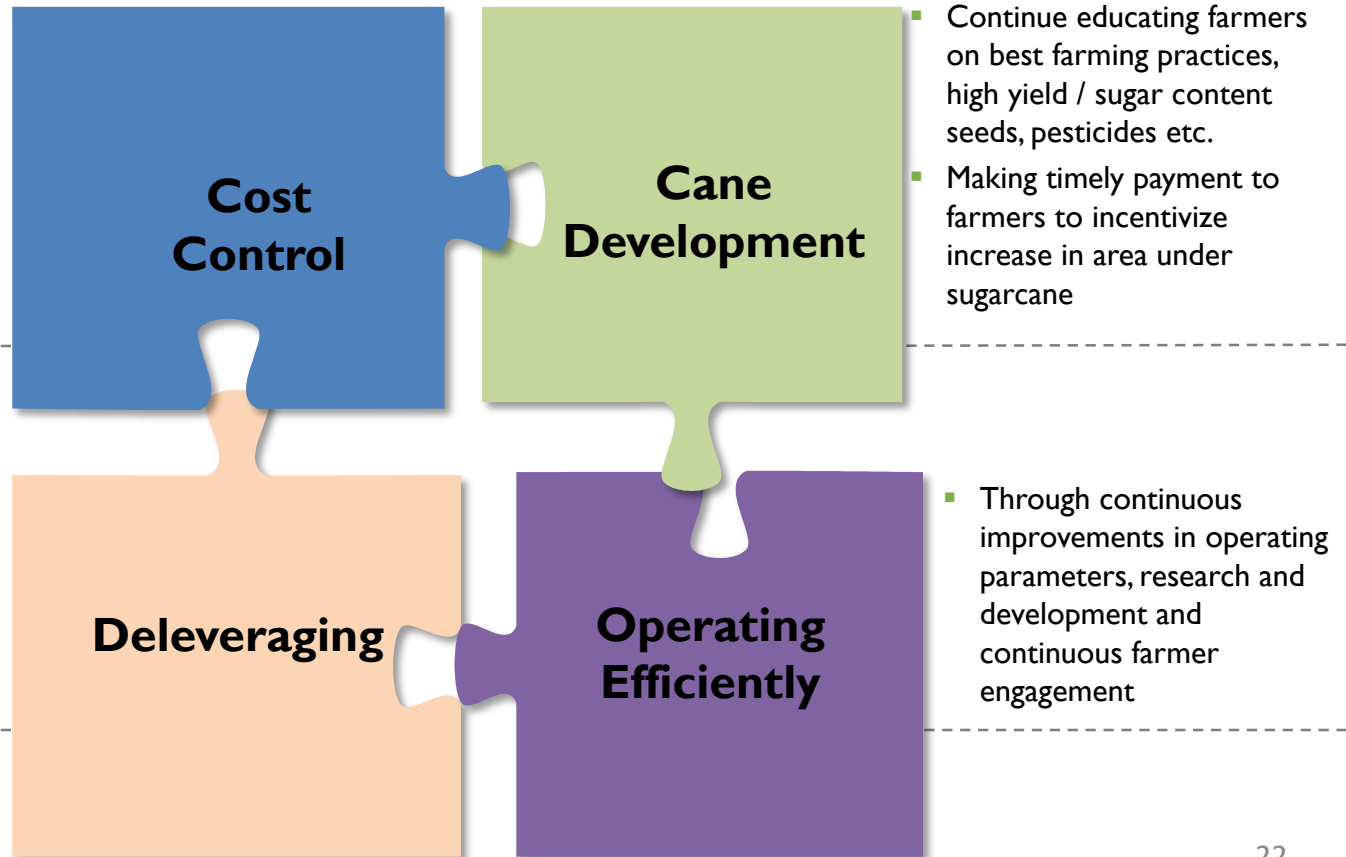 Cost
Control
Cane
Development
▪ Continue educating farmers
on best farming practices,
high yield / sugar content
seeds, pesticides etc.
▪ Making timely payment to
farmers to incentivize
increase in area under
sugarcane
Deleveraging
Operating
Efficiently
▪ Through continuous
improvements in operating
parameters, research and
development and
continuous farmer
engagement
22